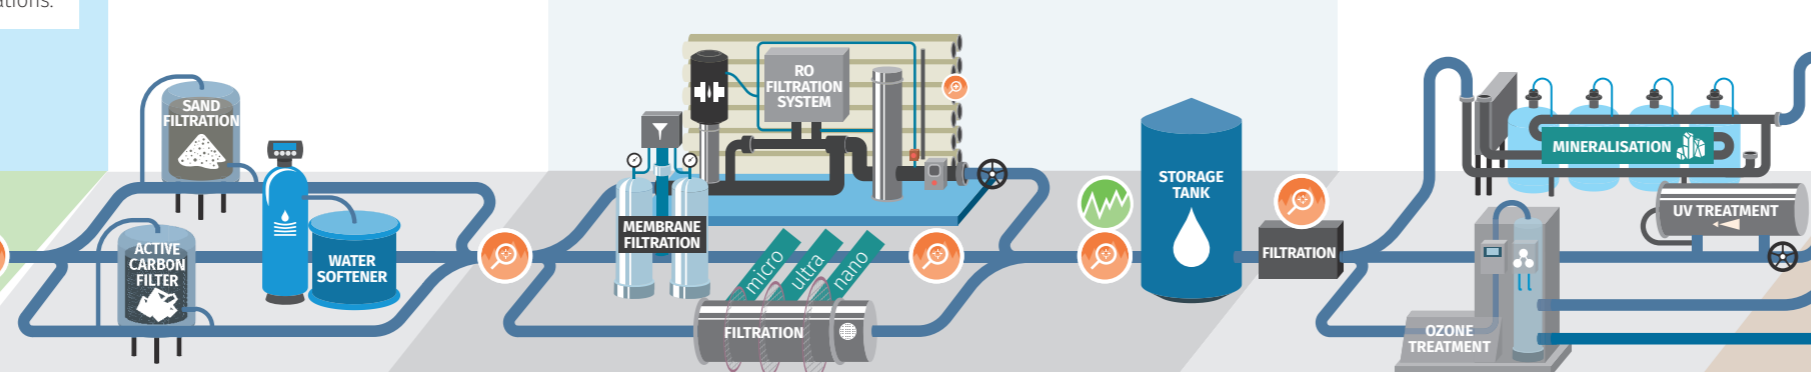 ations.
SAND
FILTRATION
ACTIVE
CARBON
FILTER
WATER
SOFTENER
MEMBRANE
FILTRATION
RO
FILTRATION
SYSTEM
micro
ultra
nano
FILTRATION
STORAGE
TANK
FILTRATION
MINERALISATION
UV TREATMENT
OZONE
TREATMENT